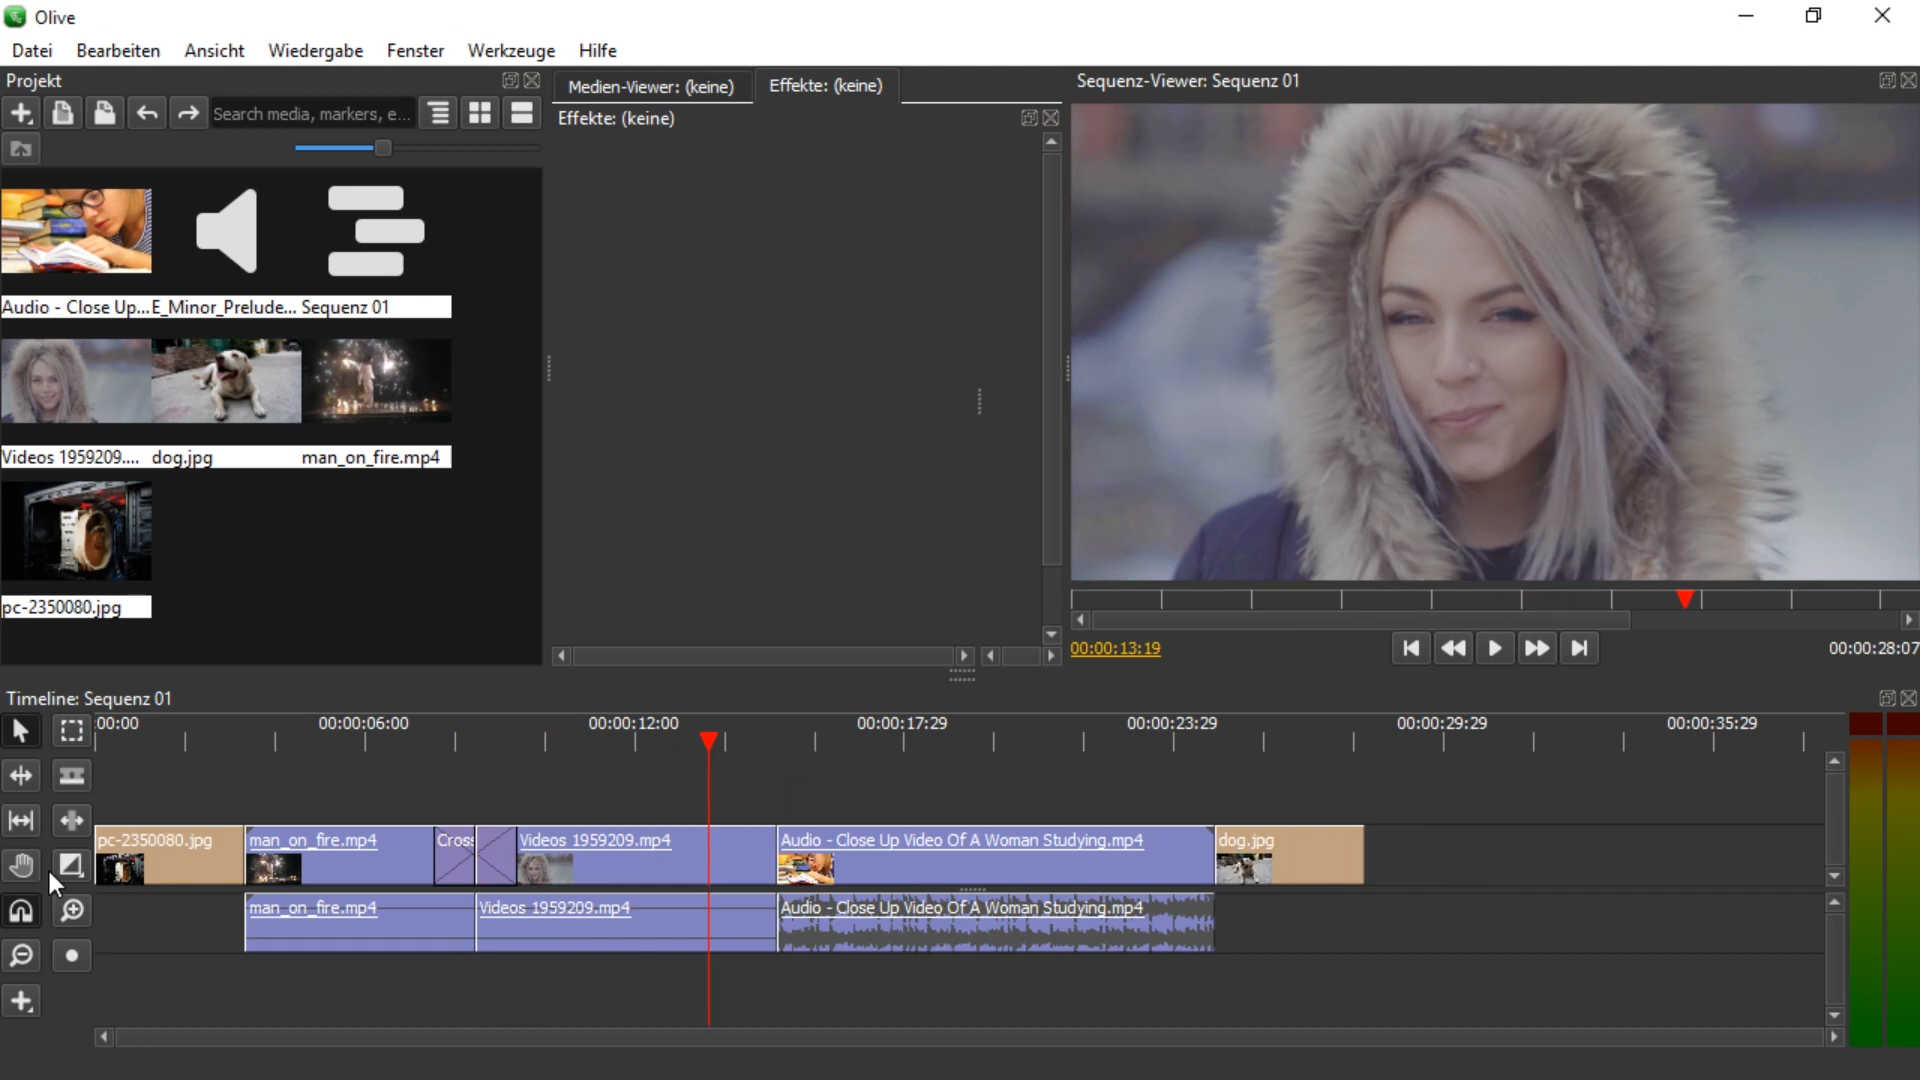 Olive
Datei Bearbeiten Ansicht Wiedergabe Fenster Werkzeuge Hilfe
Projekt
Search media, markers, e...
Audio - Close Up... E_Minor_Prelude... Sequenz 01
Videos 1959209.... dog.jpg man_on_fire.mp4
pc-2350080.jpg
Medien-Viewer: (keine) Effekte: (keine)
Effekte: (keine)
Sequenz-Viewer: Sequenz 01
00:00:13:19 00:00:28:07
Timeline: Sequenz 01
:00:00 00:00:06:00 00:00:12:00 00:00:17:29 00:00:23:29 00:00:29:29 00:00:35:29
pc-2350080.jpg man_on_fire.mp4 Cros Videos 1959209.mp4 Audio - Close Up Video Of A Woman Studying.mp4 dog.jpg
man_on_fire.mp4 Videos 1959209.mp4 Audio - Close Up Video Of A Woman Studying.mp4